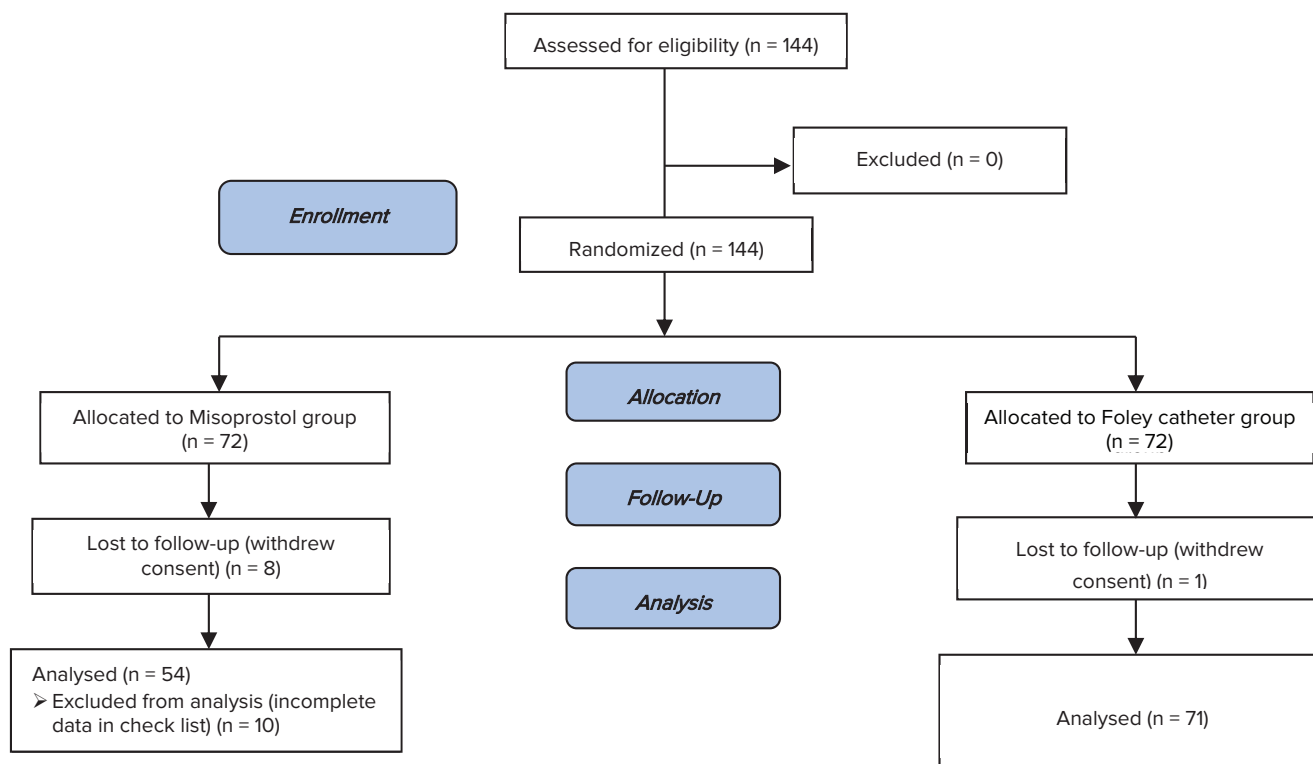 Assessed for eligibility (n = 144)
Excluded (n = 0)
Enrollment
Randomized (n = 144)
Allocation
Allocated to Misoprostol group
(n = 72)
Allocated to Foley catheter group
(n = 72)
Follow-Up
Lost to follow-up (withdrew
consent) (n = 8)
Lost to follow-up (withdrew
consent) (n = 1)
Analysis
Analysed (n = 54)
➢ Excluded from analysis (incomplete
data in check list) (n = 10)
Analysed (n = 71)